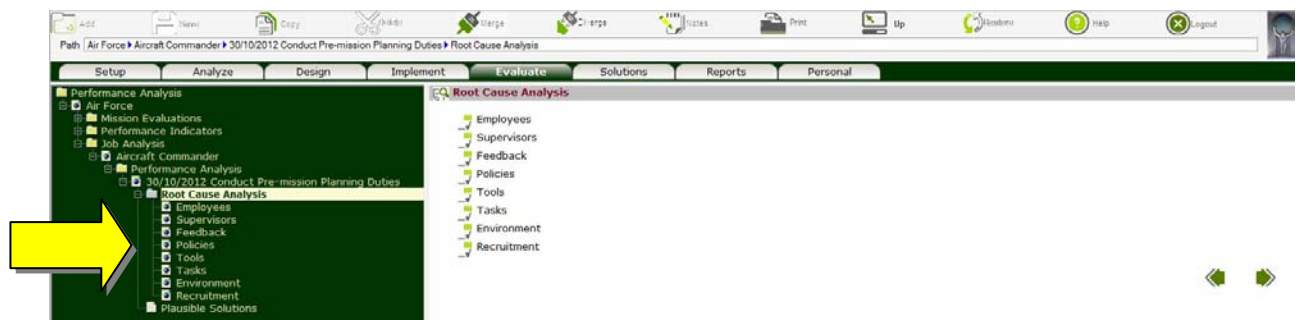 Add Copy Merge Notes Print Up Help Logout
Path Air Force Aircraft Commander 30/10/2012 Conduct Pre-mission Planning Duties Root Cause Analysis
Setup Analyze Design Implement Evaluate Solutions Reports Personal
Performance Analysis
Air Force
Mission Evaluations
Performance Indicators
Job Analysis
Aircraft Commander
Performance Analysis
30/10/2012 Conduct Pre-mission Planning Duties
Root Cause Analysis
Employees
Supervisors
Feedback
Policies
Tools
Tasks
Environment
Recruitment
Plausible Solutions
Root Cause Analysis
Employees
Supervisors
Feedback
Policies
Tools
Tasks
Environment
Recruitment